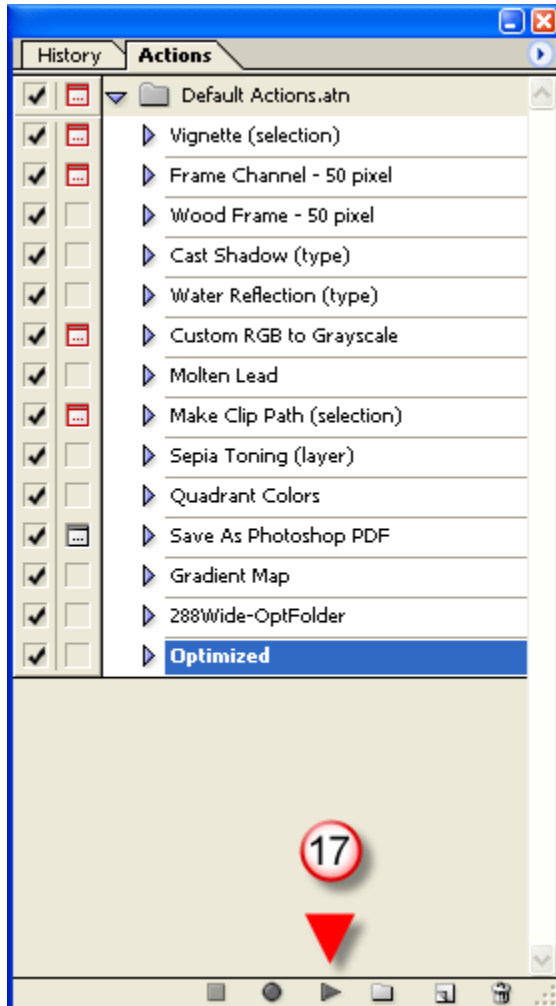 History Actions
Default Actions.atn
Vignette (selection)
Frame Channel - 50 pixel
Wood Frame - 50 pixel
Cast Shadow (type)
Water Reflection (type)
Custom RGB to Grayscale
Molten Lead
Make Clip Path (selection)
Sepia Toning (layer)
Quadrant Colors
Save As Photoshop PDF
Gradient Map
288Wide-OptFolder
Optimized
17